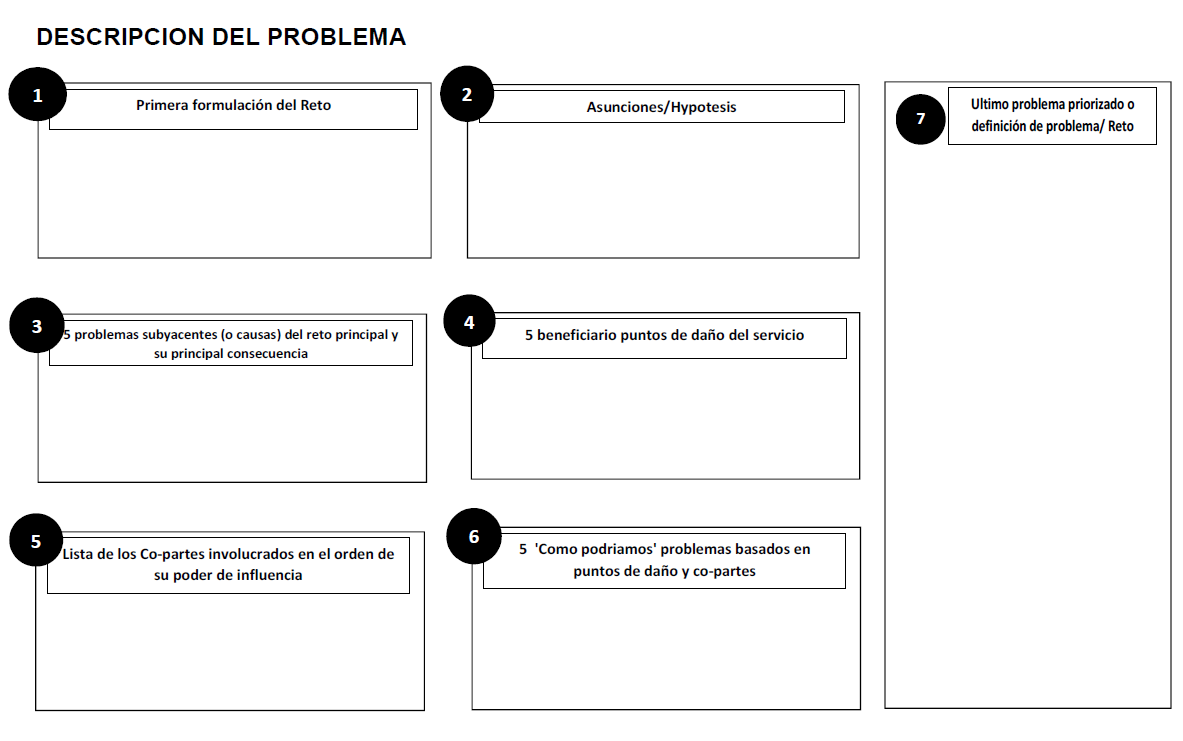 DESCRIPCION DEL PROBLEMA
1
Primera formulación del Reto
2
Asunciones/Hypotesis
3
5 problemas subyacentes (o causas) del reto principal y
su principal consecuencia
4
5 beneficiario puntos de daño del servicio
5
Lista de los Co-partes involucrados en el orden de
su poder de influencia
6
5 'Como podriamos' problemas basados en
puntos de daño y co-partes
7
Ultimo problema priorizado o
definición de problema/ Reto